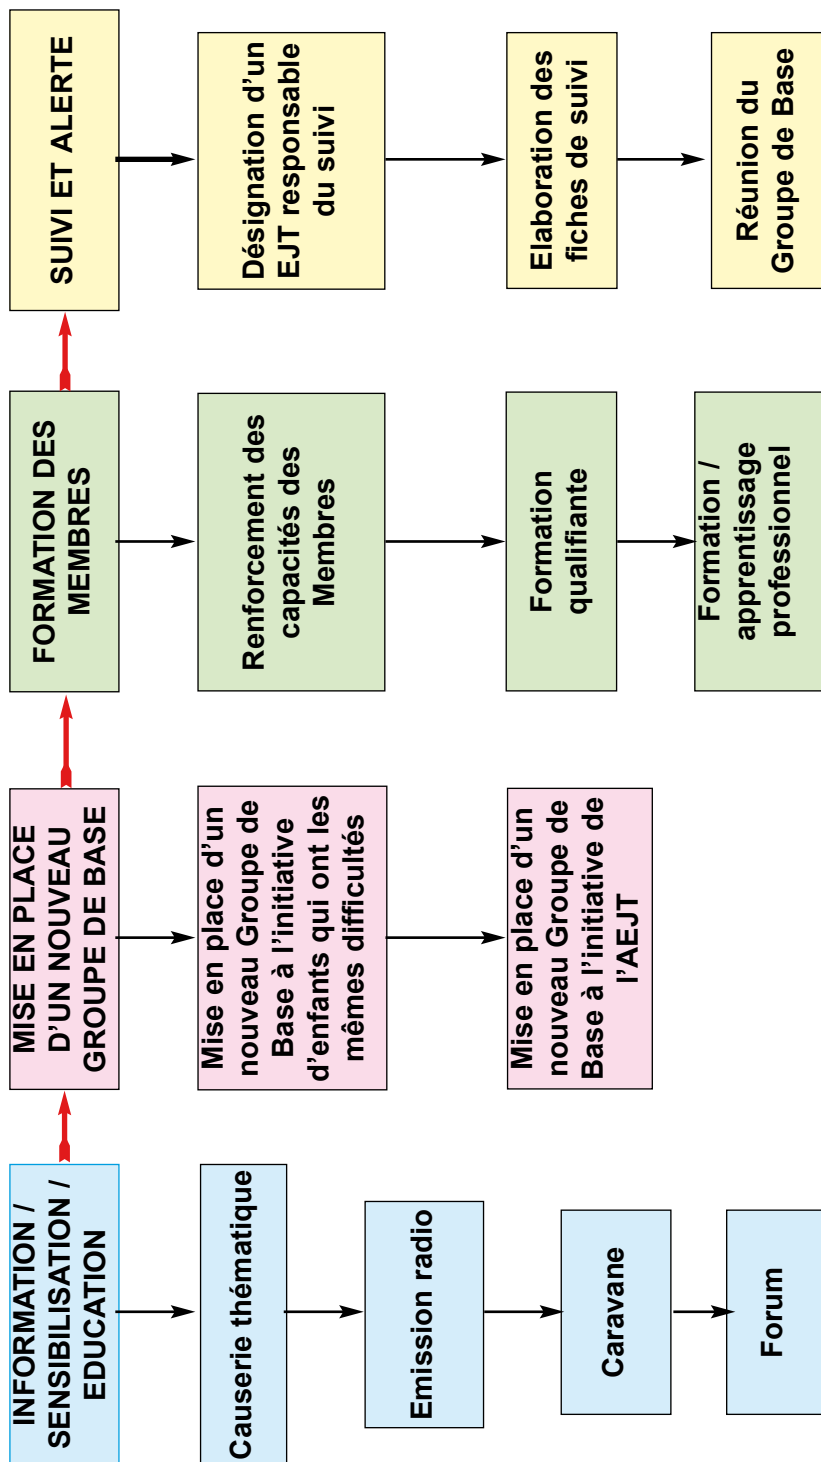 INFORMATION /
SENSIBILISATION /
EDUCATION
Causerie thématique
Emission radio
Caravane
Forum
MISE EN PLACE
D’UN NOUVEAU
GROUPE DE BASE
Mise en place d’un
nouveau Groupe de
Base à l’initiative
d’enfants qui ont les
mêmes difficultés
Mise en place d’un
nouveau Groupe de
Base à l’initiative de
l’AEJT
FORMATION DES
MEMBRES
Renforcement des
capacités des
Membres
Formation
qualifiante
Formation /
apprentissage
professionnel
SUIVI ET ALERTE
Désignation d’un
EJT responsable
du suivi
Elaboration des
fiches de suivi
Réunion du
Groupe de Base